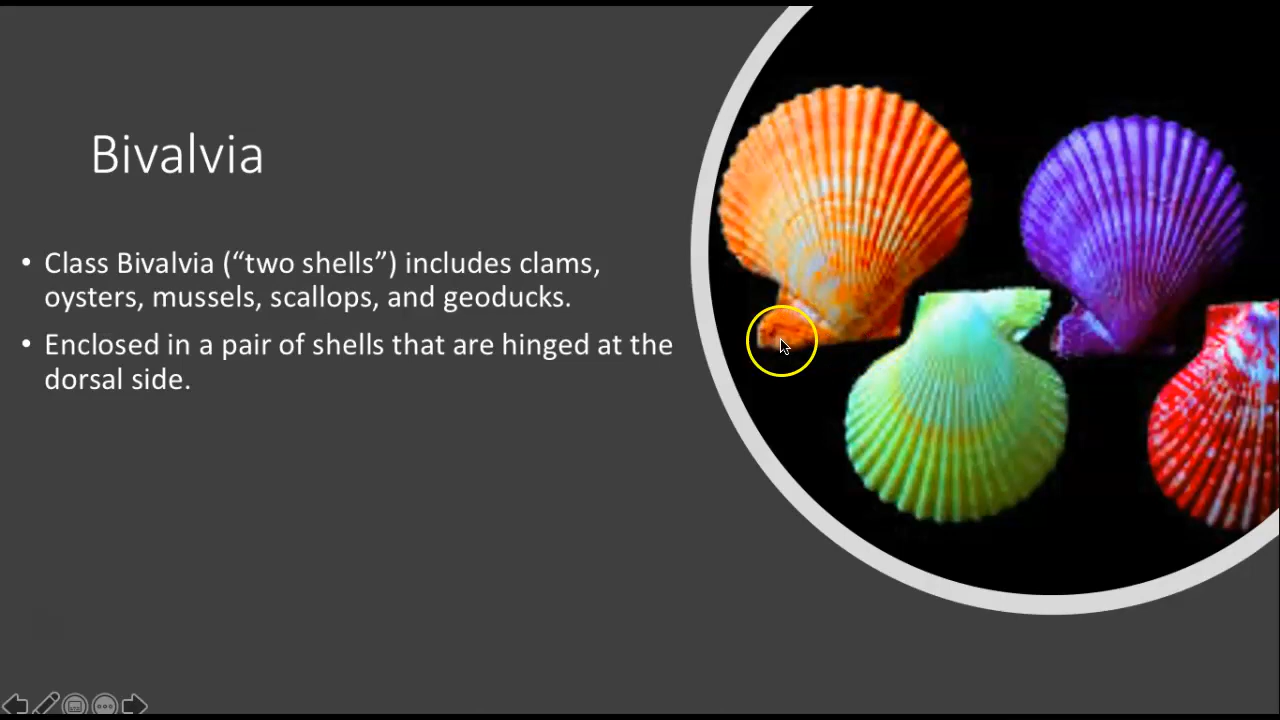 Bivalvia
• Class Bivalvia (“two shells”) includes clams,
oysters, mussels, scallops, and geoducks.
• Enclosed in a pair of shells that are hinged at the
dorsal side.